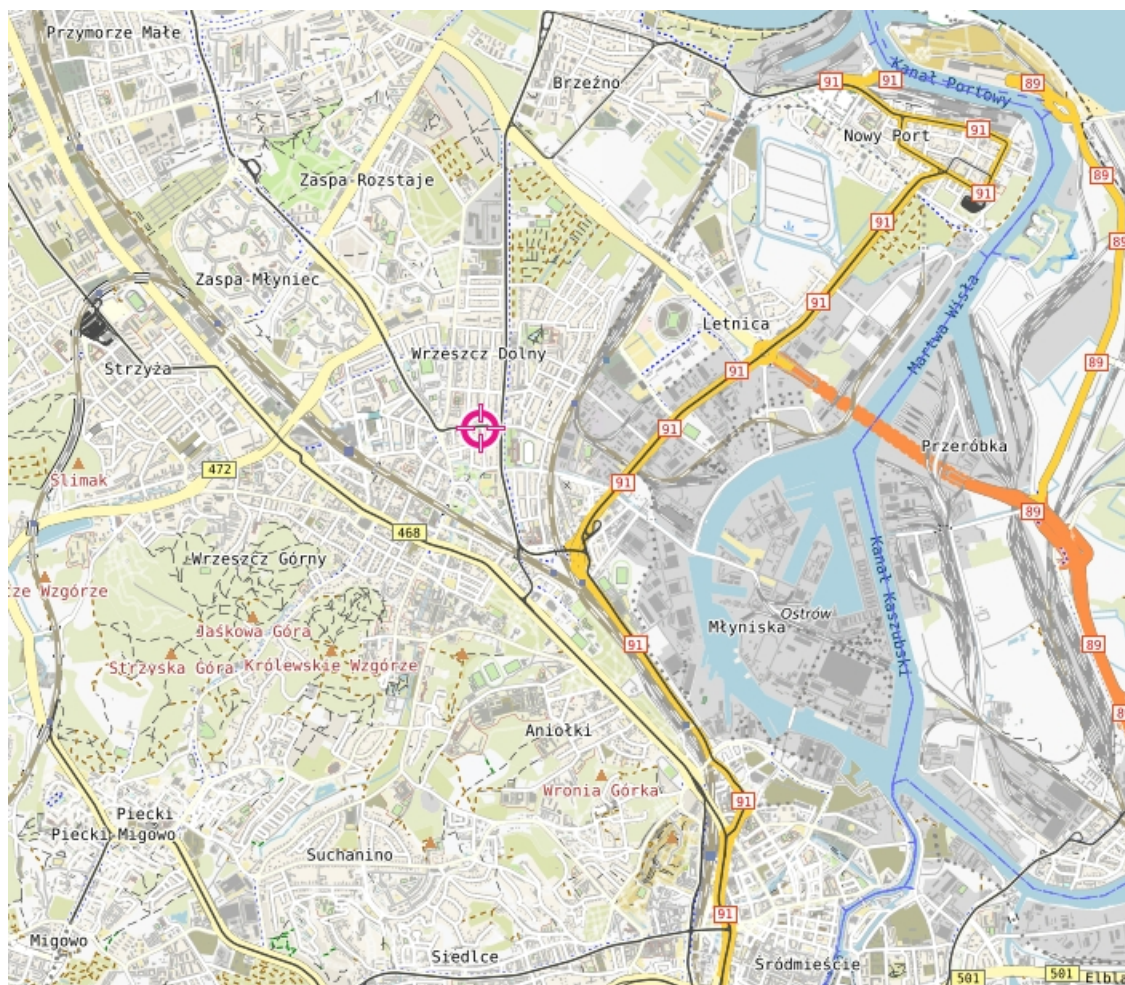 Przymorze Małe
Brzeźno
91
91
Kanał Portowy
89
Nowy Port
91
89
Zaspa-Rozstaje
91
91
89
Zaspa-Młyniec
91
Martwa Wisła
Letnica
Wrzeszcz Dolny
91
89
Strzyża
91
Przeróbka
472
Ślimak
91
89
468
Wrzeszcz Górny
Kanał Kaszubski
cze Wzgórze
Ostrów
Młyniska
Jaśkowa Góra
91
89
Strzyska Góra
Królewskie Wzgórze
8
Aniołki
Wronia Górka
91
Piecki
Piecki Migowo
Suchanino
91
Migowo
Siedlce
Śródmieście
501
501
Elblą